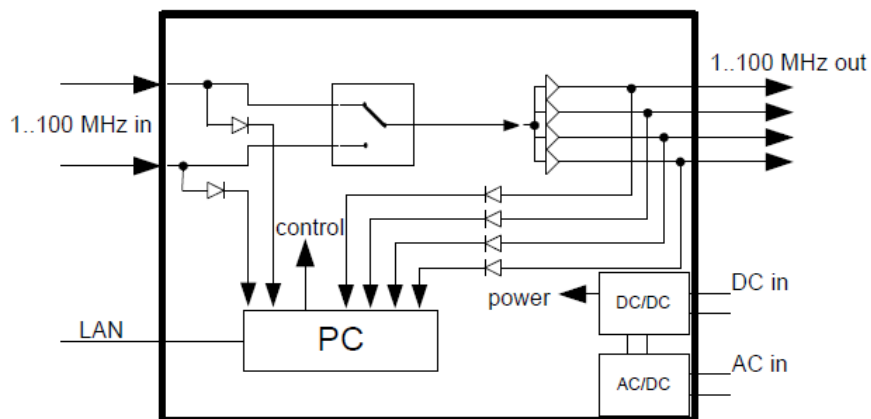 1..100 MHz out
1..100 MHz in
control
power
DC/DC
DC in
LAN
PC
AC/DC
AC in